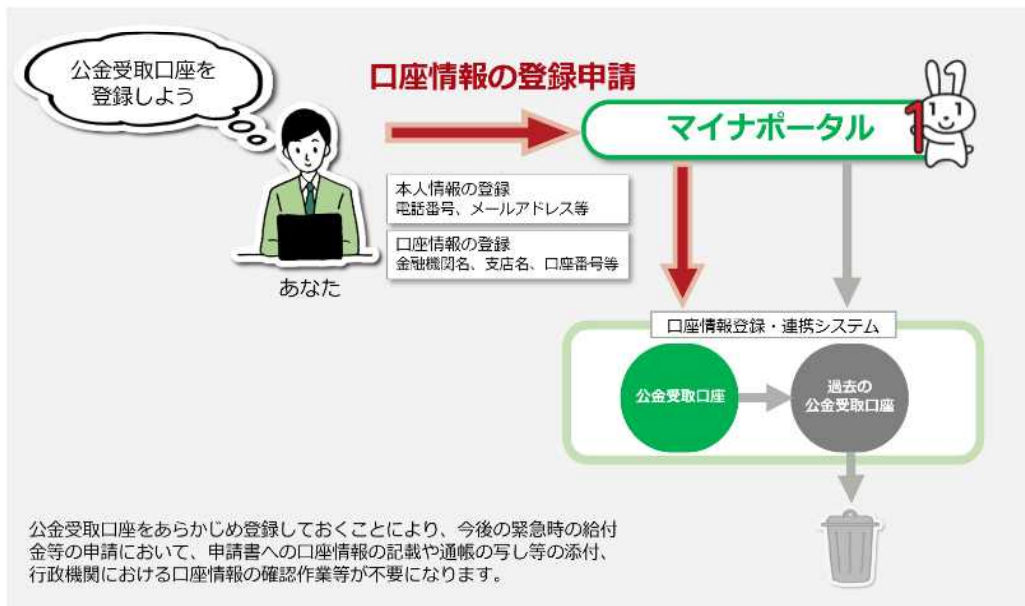 公金受取口座を
登録しよう
口座情報の登録申請
マイナポータル
1
本人情報の登録
電話番号、メールアドレス等
口座情報の登録
金融機関名、支店名、口座番号等
あなた
口座情報登録・連携システム
公金受取口座
過去の
公金受取口座
公金受取口座をあらかじめ登録しておくことにより、今後の緊急時の給付
金等の申請において、申請書への口座情報の記載や通帳の写し等の添付、
行政機関における口座情報の確認作業等が不要になります。